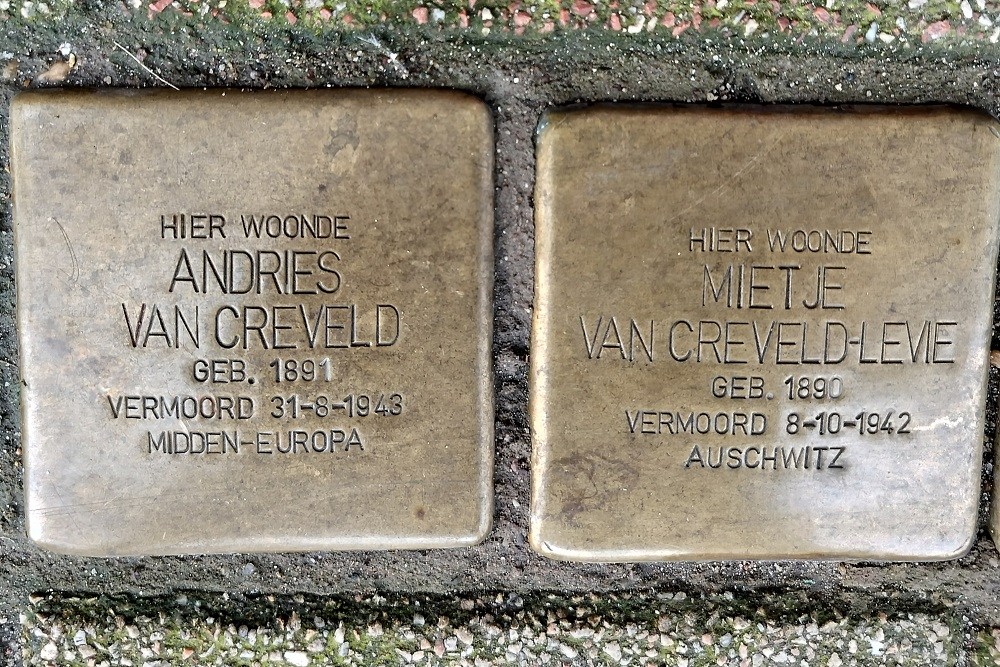 HIER WOONDE
ANDRIES
VAN CREVELD
GEB. 1891
VERMOORD 31-8-1943
MIDDEN-EUROPA
HIER WOONDE
MIETJE
VAN CREVELD-LEVIE
GEB. 1890
VERMOORD 8-10-1942
AUSCHWITZ